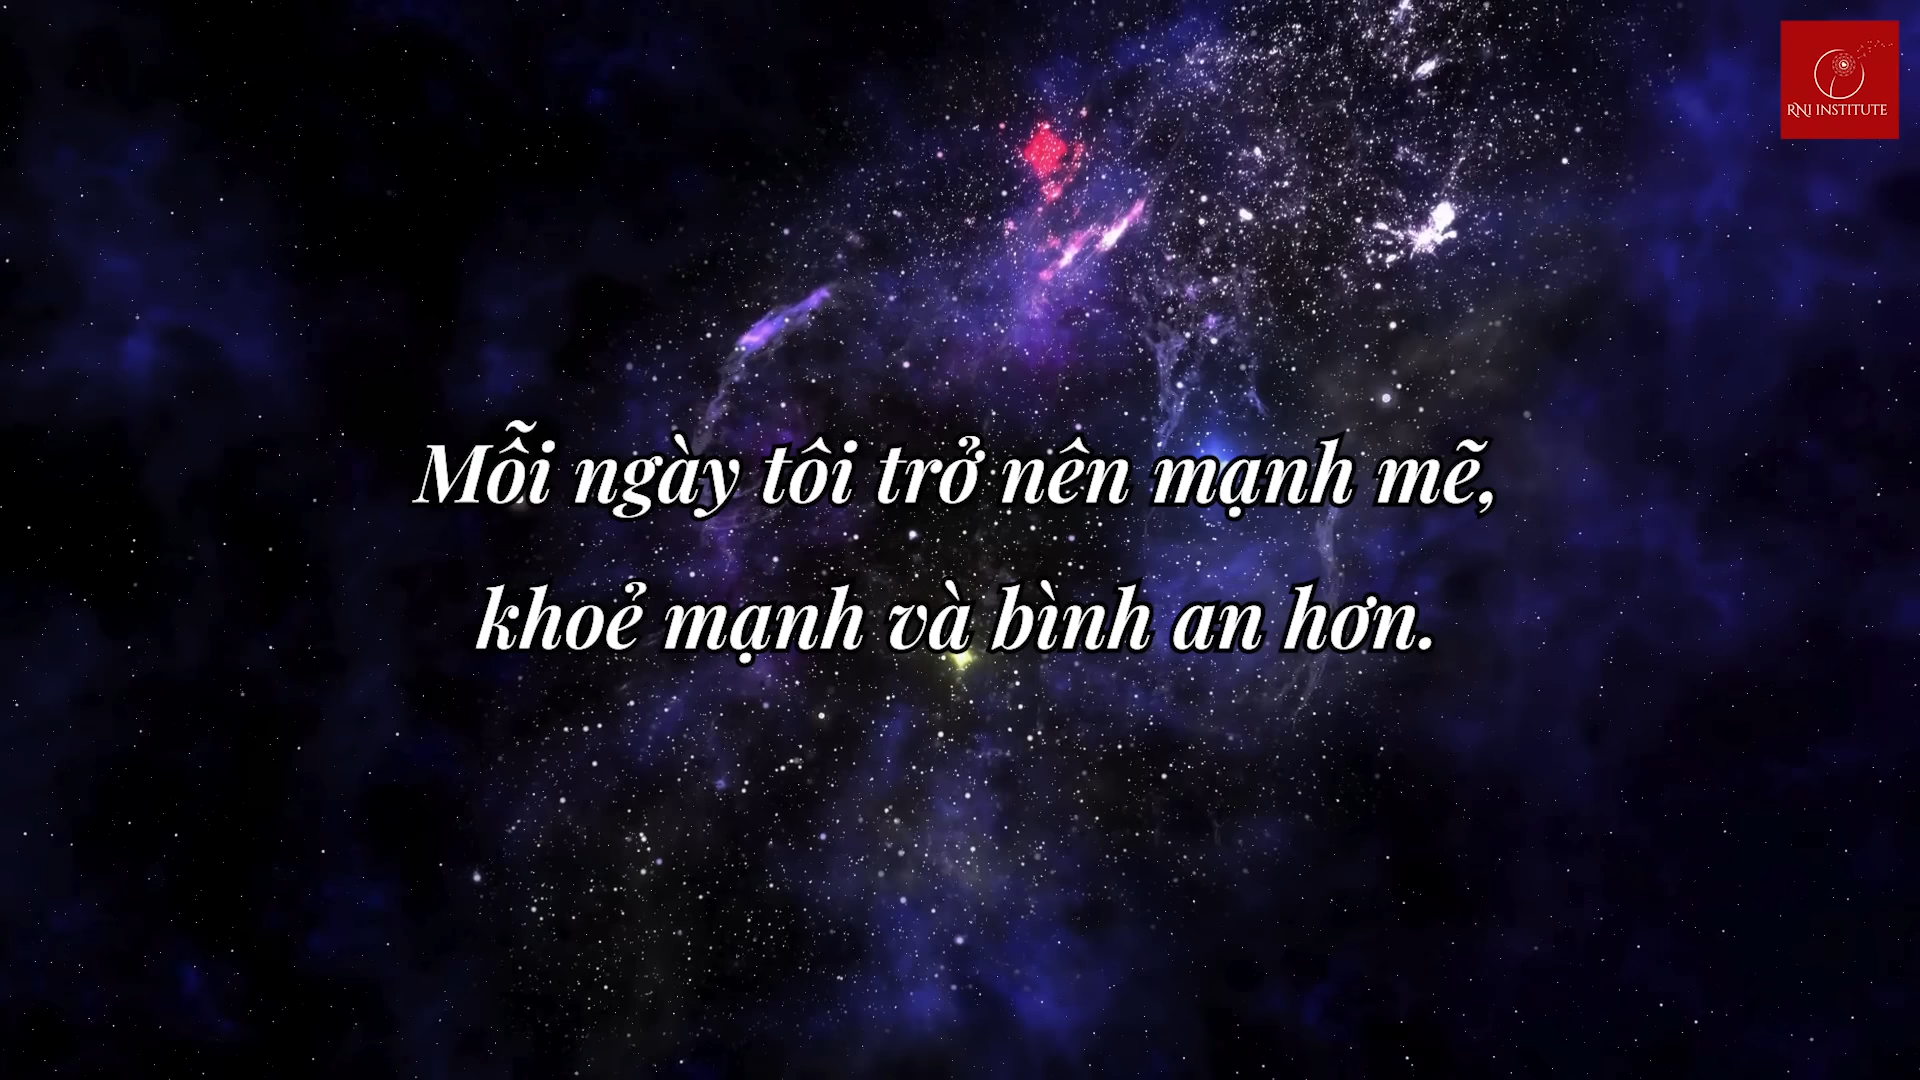 RNI INSTITUTE
Mỗi ngày tôi trở nên mạnh mẽ,
khoẻ mạnh và bình an hơn.